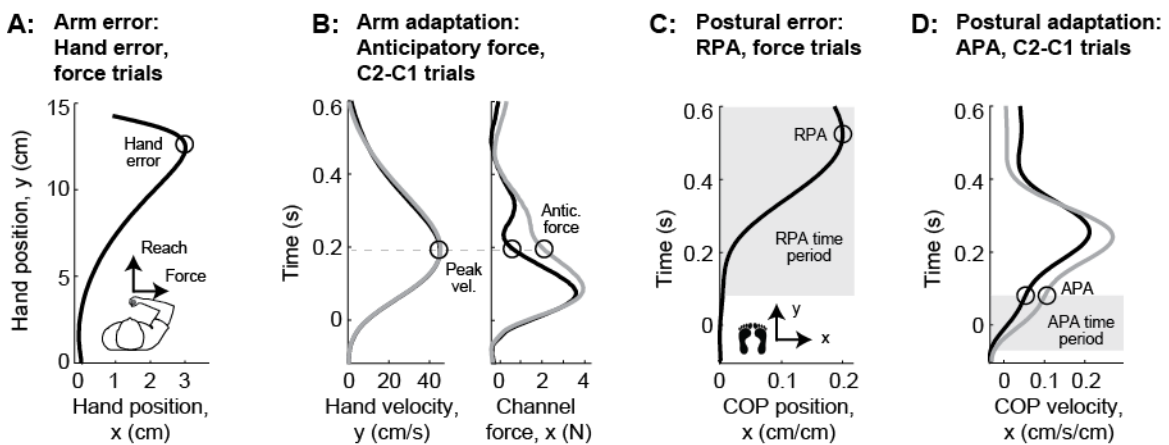 A: Arm error:
Hand error,
force trials
B: Arm adaptation:
Anticipatory force,
C2-C1 trials
C: Postural error:
RPA, force trials
D: Postural adaptation:
APA, C2-C1 trials
15
10
5
0
Hand position, y (cm)
Hand
error
Reach
Force
0 1 2 3
Hand position,
x (cm)
0.6
0.4
0.2
0
Time (s)
Peak
vel.
Antic.
force
0 20 40
Hand velocity,
y (cm/s)
0 2 4
Channel
force, x (N)
0.6
0.4
0.2
0
Time (s)
RPA
RPA time
period
y
x
0 0.1 0.2
COP position,
x (cm/cm)
0.6
0.4
0.2
0
Time (s)
APA
APA time
period
0 0.1 0.2
COP velocity,
x (cm/s/cm)